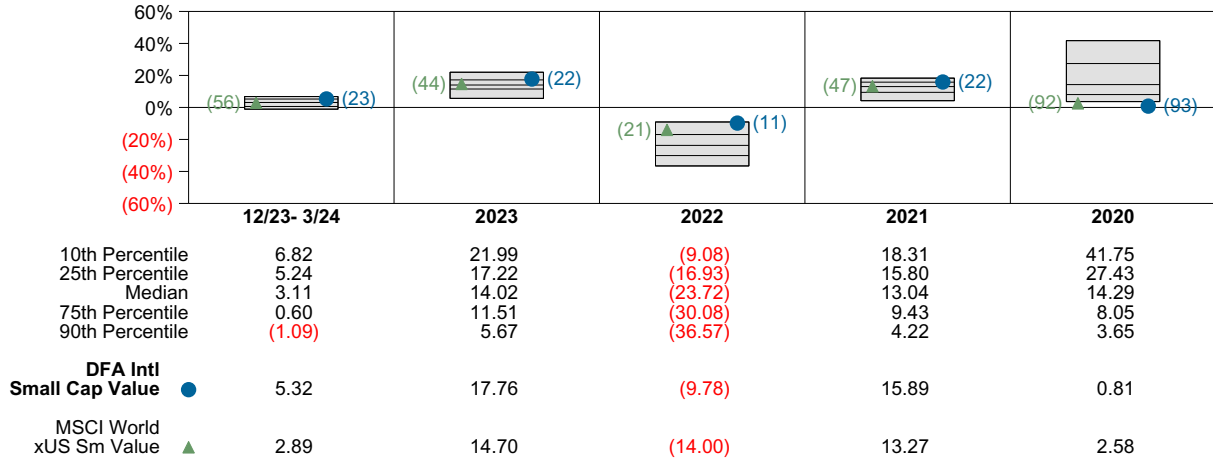 60%
40%
20%
0%
(20%)
(40%)
(60%)
(56)
(23)
(44)
(22)
(21)
(11)
(47)
(22)
(92)
(93)
12/23- 3/24 2023 2022 2021 2020
10th Percentile 6.82 21.99 (9.08) 18.31 41.75
25th Percentile 5.24 17.22 (16.93) 15.80 27.43
Median 3.11 14.02 (23.72) 13.04 14.29
75th Percentile 0.60 11.51 (30.08) 9.43 8.05
90th Percentile (1.09) 5.67 (36.57) 4.22 3.65
DFA Intl
Small Cap Value 5.32 17.76 (9.78) 15.89 0.81
MSCI World
xUS Sm Value 2.89 14.70 (14.00) 13.27 2.58